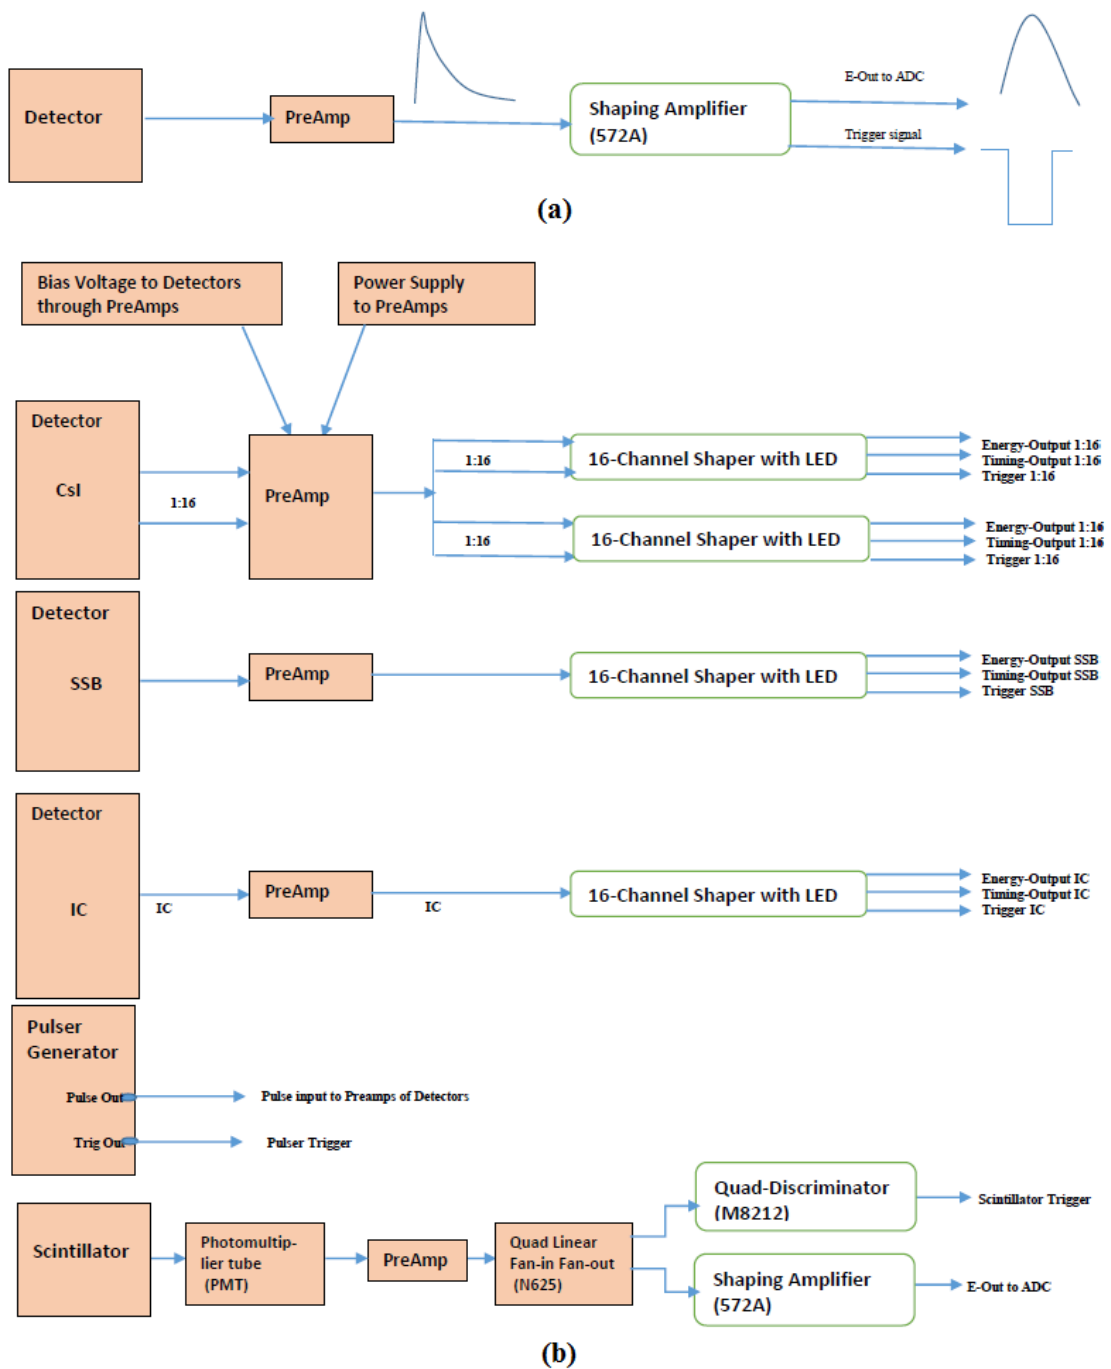 Detector
PreAmp
Shaping Amplifier
(572A)
E-Out to ADC
Trigger signal
(a)
Bias Voltage to Detectors
through PreAmps
Power Supply
to PreAmps
Detector
CsI
1:16
PreAmp
1:16
1:16
16-Channel Shaper with LED
Energy-Output 1:16
Timing-Output 1:16
Trigger 1:16
16-Channel Shaper with LED
Energy-Output 1:16
Timing-Output 1:16
Trigger 1:16
Detector
SSB
PreAmp
16-Channel Shaper with LED
Energy-Output SSB
Timing-Output SSB
Trigger SSB
Detector
IC
IC
PreAmp
IC
16-Channel Shaper with LED
Energy-Output IC
Timing-Output IC
Trigger IC
Pulser
Generator
Pulse Out
Pulse input to Preamps of Detectors
Trig Out
Pulser Trigger
Scintillator
Photomultip-
lier tube
(PMT)
PreAmp
Quad Linear
Fan-in Fan-out
(N625)
Quad-Discriminator
(M8212)
Scintillator Trigger
Shaping Amplifier
(572A)
E-Out to ADC
(b)